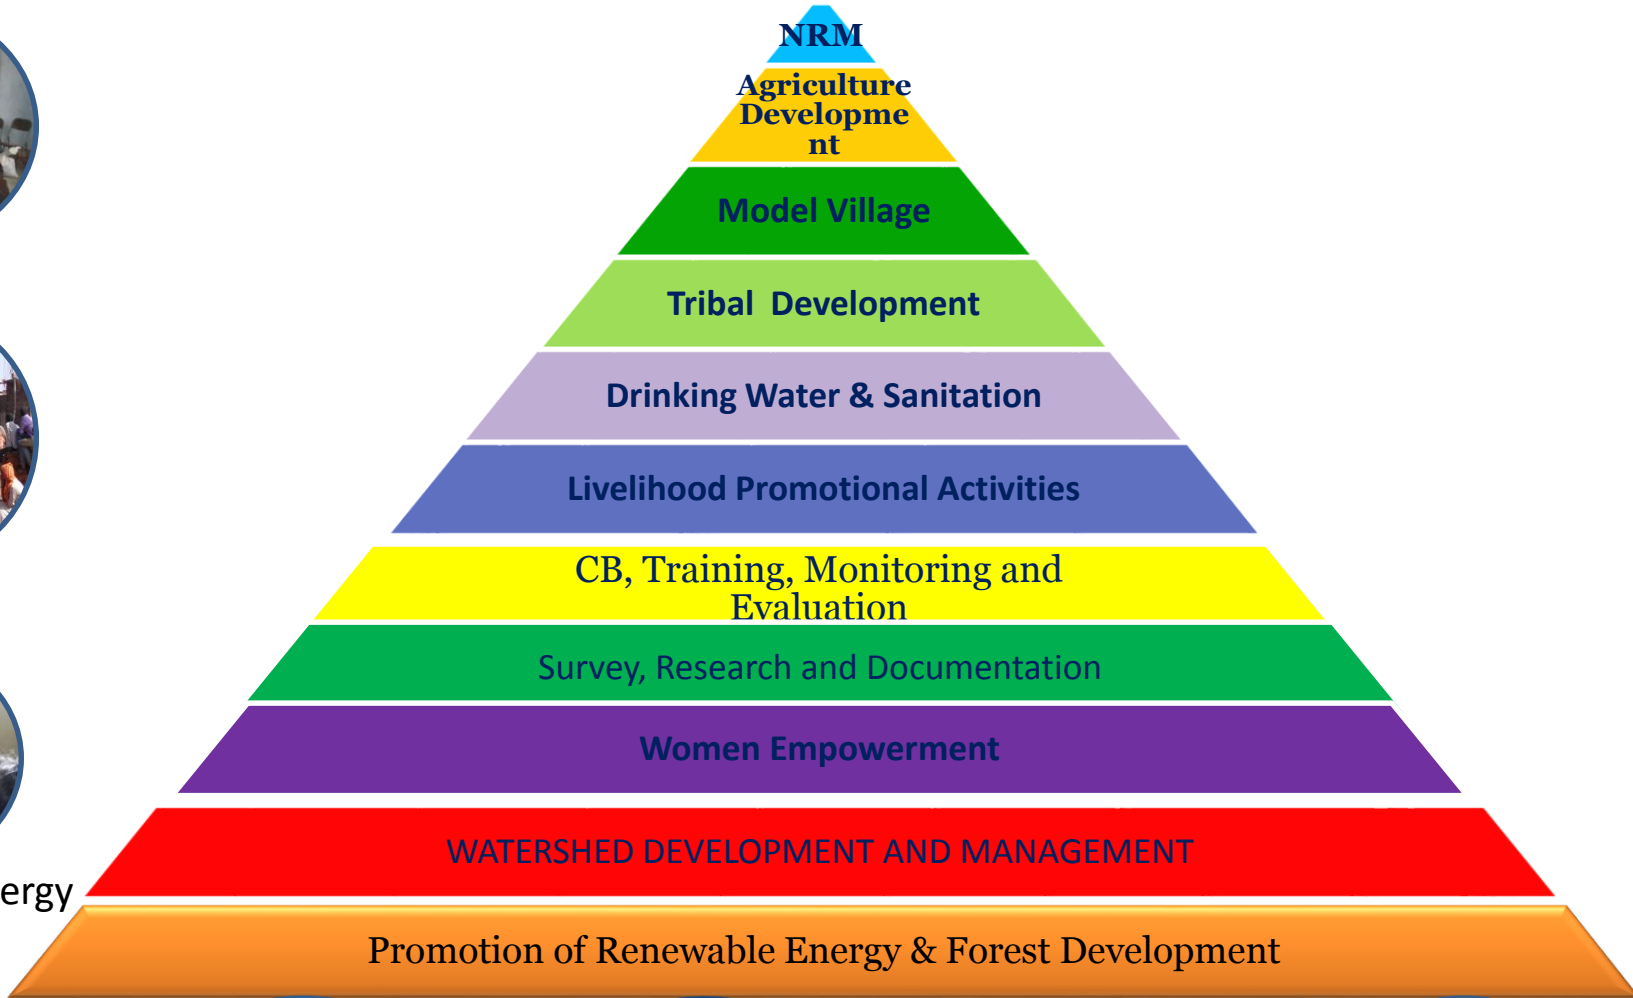 NRM
Agriculture
Developme
nt
Model Village
Tribal  Development
Drinking Water & Sanitation
Livelihood Promotional Activities
CB, Training, Monitoring and
Evaluation
Survey, Research and Documentation
Women Empowerment
WATERSHED DEVELOPMENT AND MANAGEMENT
ergy
Promotion of Renewable Energy & Forest Development